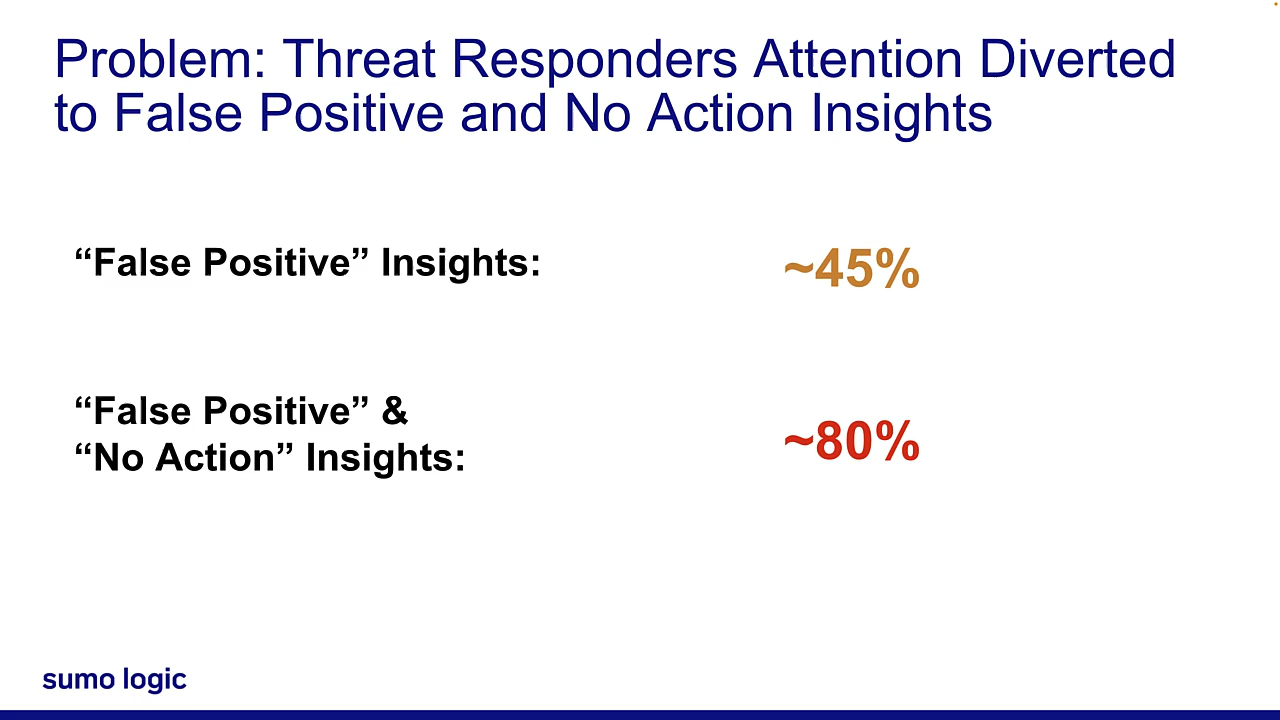 Problem: Threat Responders Attention Diverted
to False Positive and No Action Insights
“False Positive” Insights:
~45%
“False Positive” &
“No Action” Insights:
~80%
sumo logic